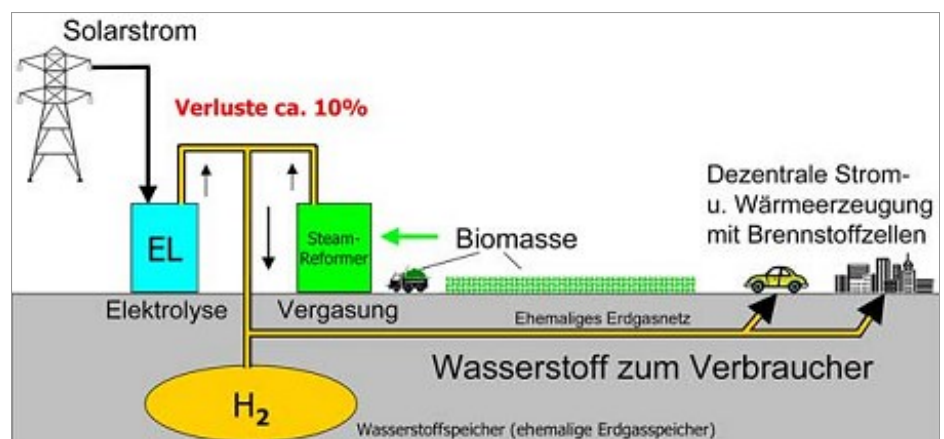 Solarstrom
Verluste ca. 10%
Dezentrale Strom-
u. Wärmeerzeugung
mit Brennstoffzellen
EL
Steam-
Reformer
Biomasse
Elektrolyse
Vergasung
Ehemaliges Erdgasnetz
Wasserstoff zum Verbraucher
H₂
Wasserstoffspeicher (ehemalige Erdgasspeicher)